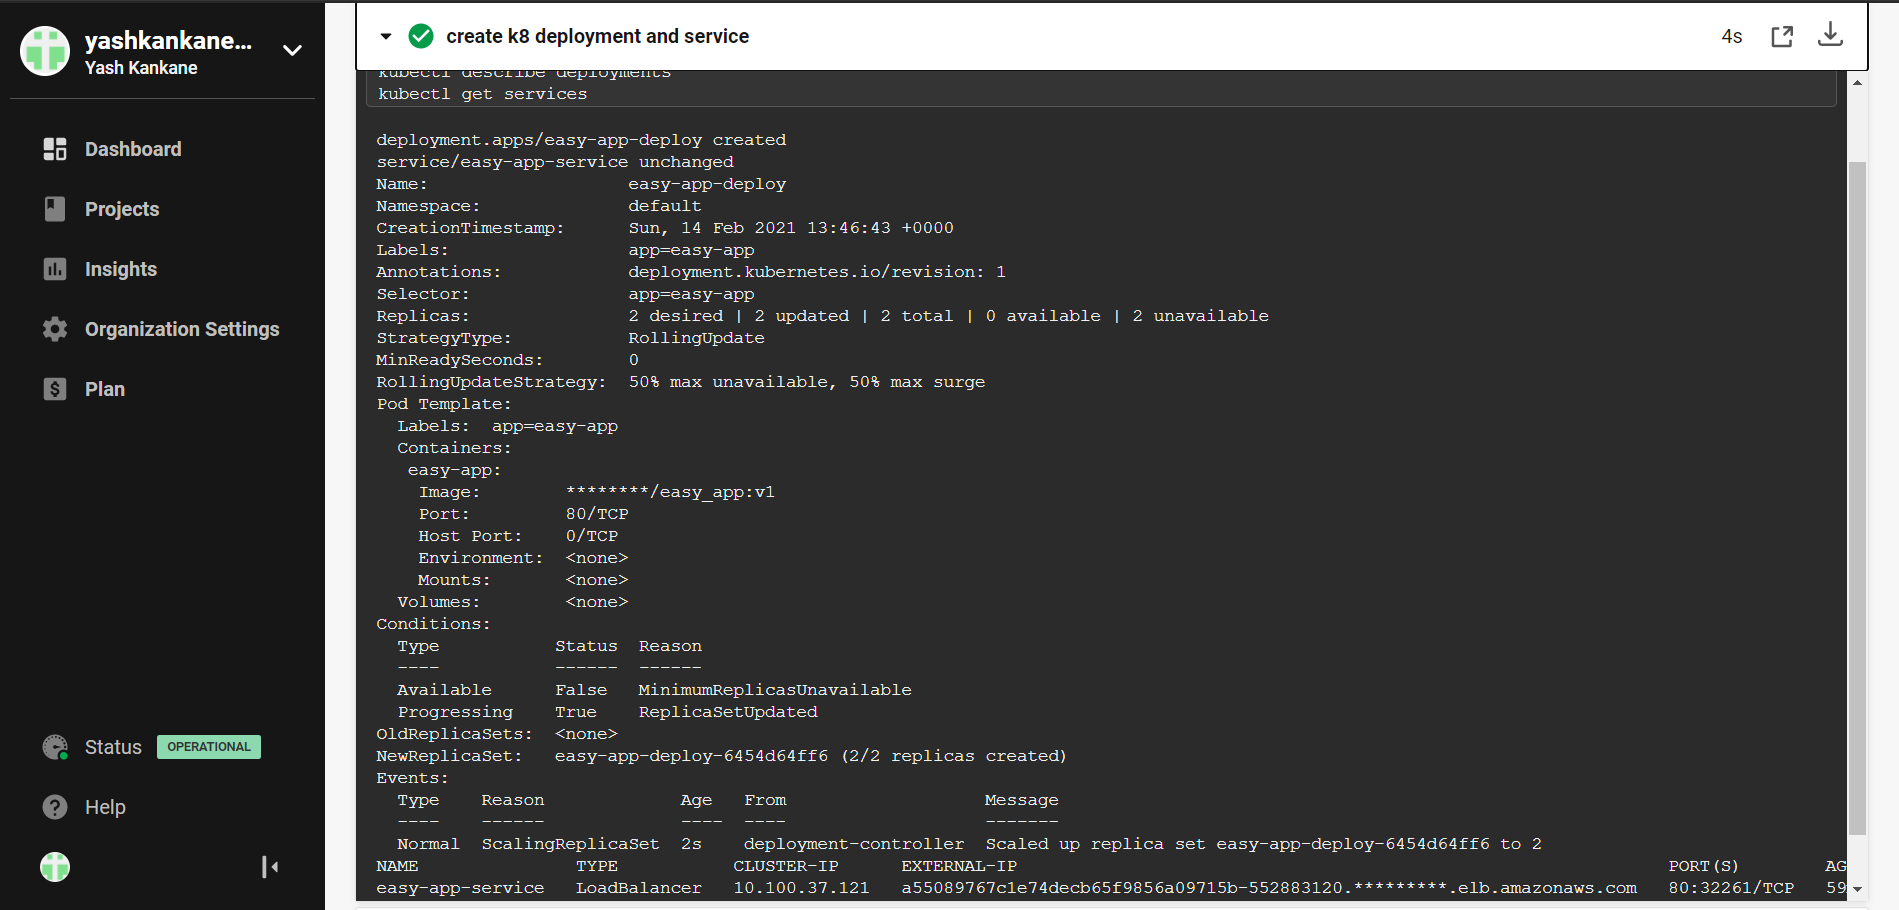 yashkankane...
Yash Kankane
Dashboard
Projects
Insights
Organization Settings
Plan
Status OPERATIONAL
Help
create k8 deployment and service 4s
kubectl describe deployments
kubectl get services
deployment.apps/easy-app-deploy created
service/easy-app-service unchanged
Name: easy-app-deploy
Namespace: default
CreationTimestamp: Sun, 14 Feb 2021 13:46:43 +0000
Labels: app=easy-app
Annotations: deployment.kubernetes.io/revision: 1
Selector: app=easy-app
Replicas: 2 desired | 2 updated | 2 total | 0 available | 2 unavailable
StrategyType: RollingUpdate
MinReadySeconds: 0
RollingUpdateStrategy: 50% max unavailable, 50% max surge
Pod Template:
Labels: app=easy-app
Containers:
easy-app:
Image: ********/easy_app:v1
Port: 80/TCP
Host Port: 0/TCP
Environment: <none>
Mounts: <none>
Volumes: <none>
Conditions:
Type Status Reason
---- ------ ------
Available False MinimumReplicasUnavailable
Progressing True ReplicaSetUpdated
OldReplicaSets: <none>
NewReplicaSet: easy-app-deploy-6454d64ff6 (2/2 replicas created)
Events:
Type Reason Age From Message
---- ------ ---- ---- -------
Normal ScalingReplicaSet 2s deployment-controller Scaled up replica set easy-app-deploy-6454d64ff6 to 2
NAME TYPE CLUSTER-IP EXTERNAL-IP PORT(S) AG
easy-app-service LoadBalancer 10.100.37.121 a55089767c1e74decb65f9856a09715b-552883120.*********.elb.amazonaws.com 80:32261/TCP 59